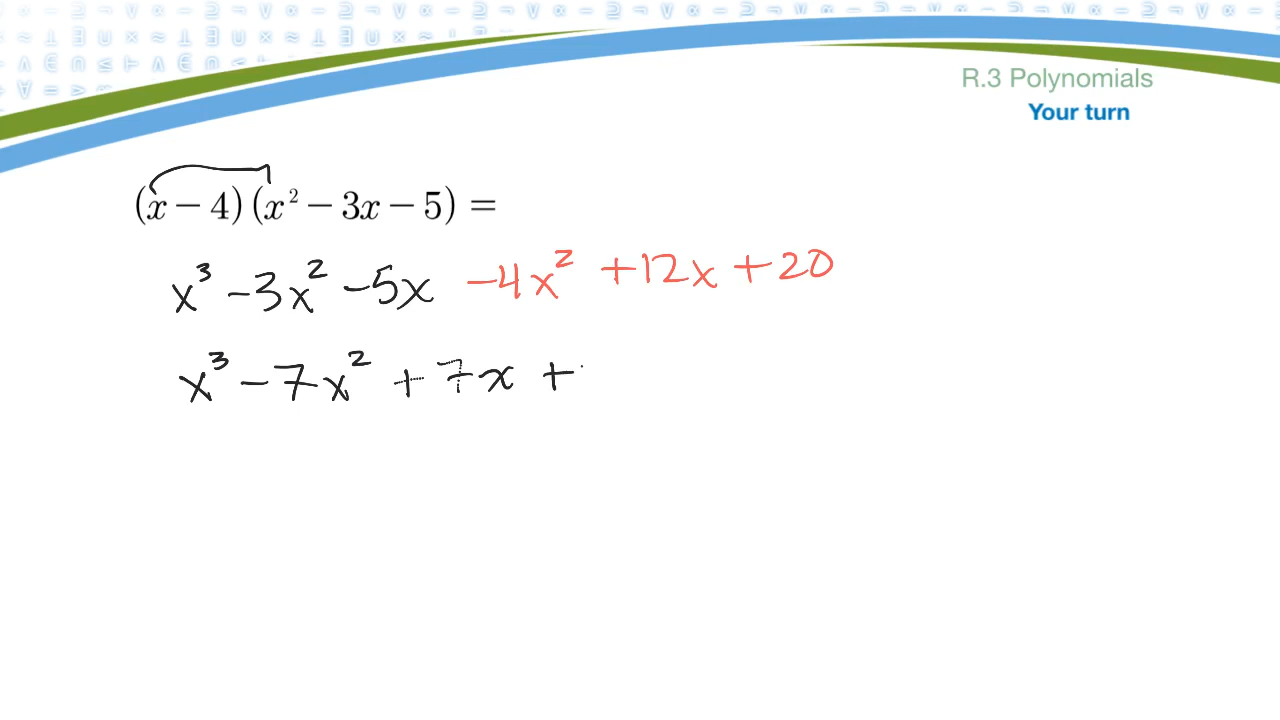 R.3 Polynomials
Your turn
(x − 4) (x² − 3x − 5) =
x³ − 3x² − 5x − 4x² + 12x + 20
x³ − 7x² + 7x +